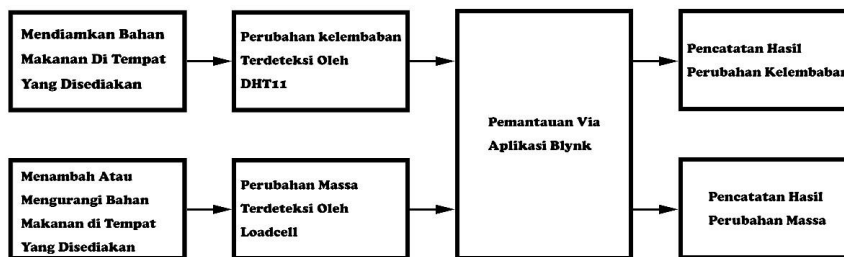 Mendiamkan Bahan
Makanan Di Tempat
Yang Disediakan
Perubahan kelembaban
Terdeteksi Oleh
DHT11
Pemantauan Via
Aplikasi Blynk
Pencatatan Hasil
Perubahan Kelembaban
Menambah Atau
Mengurangi Bahan
Makanan di Tempat
Yang Disediakan
Perubahan Massa
Terdeteksi Oleh
Loadcell
Pencatatan Hasil
Perubahan Massa